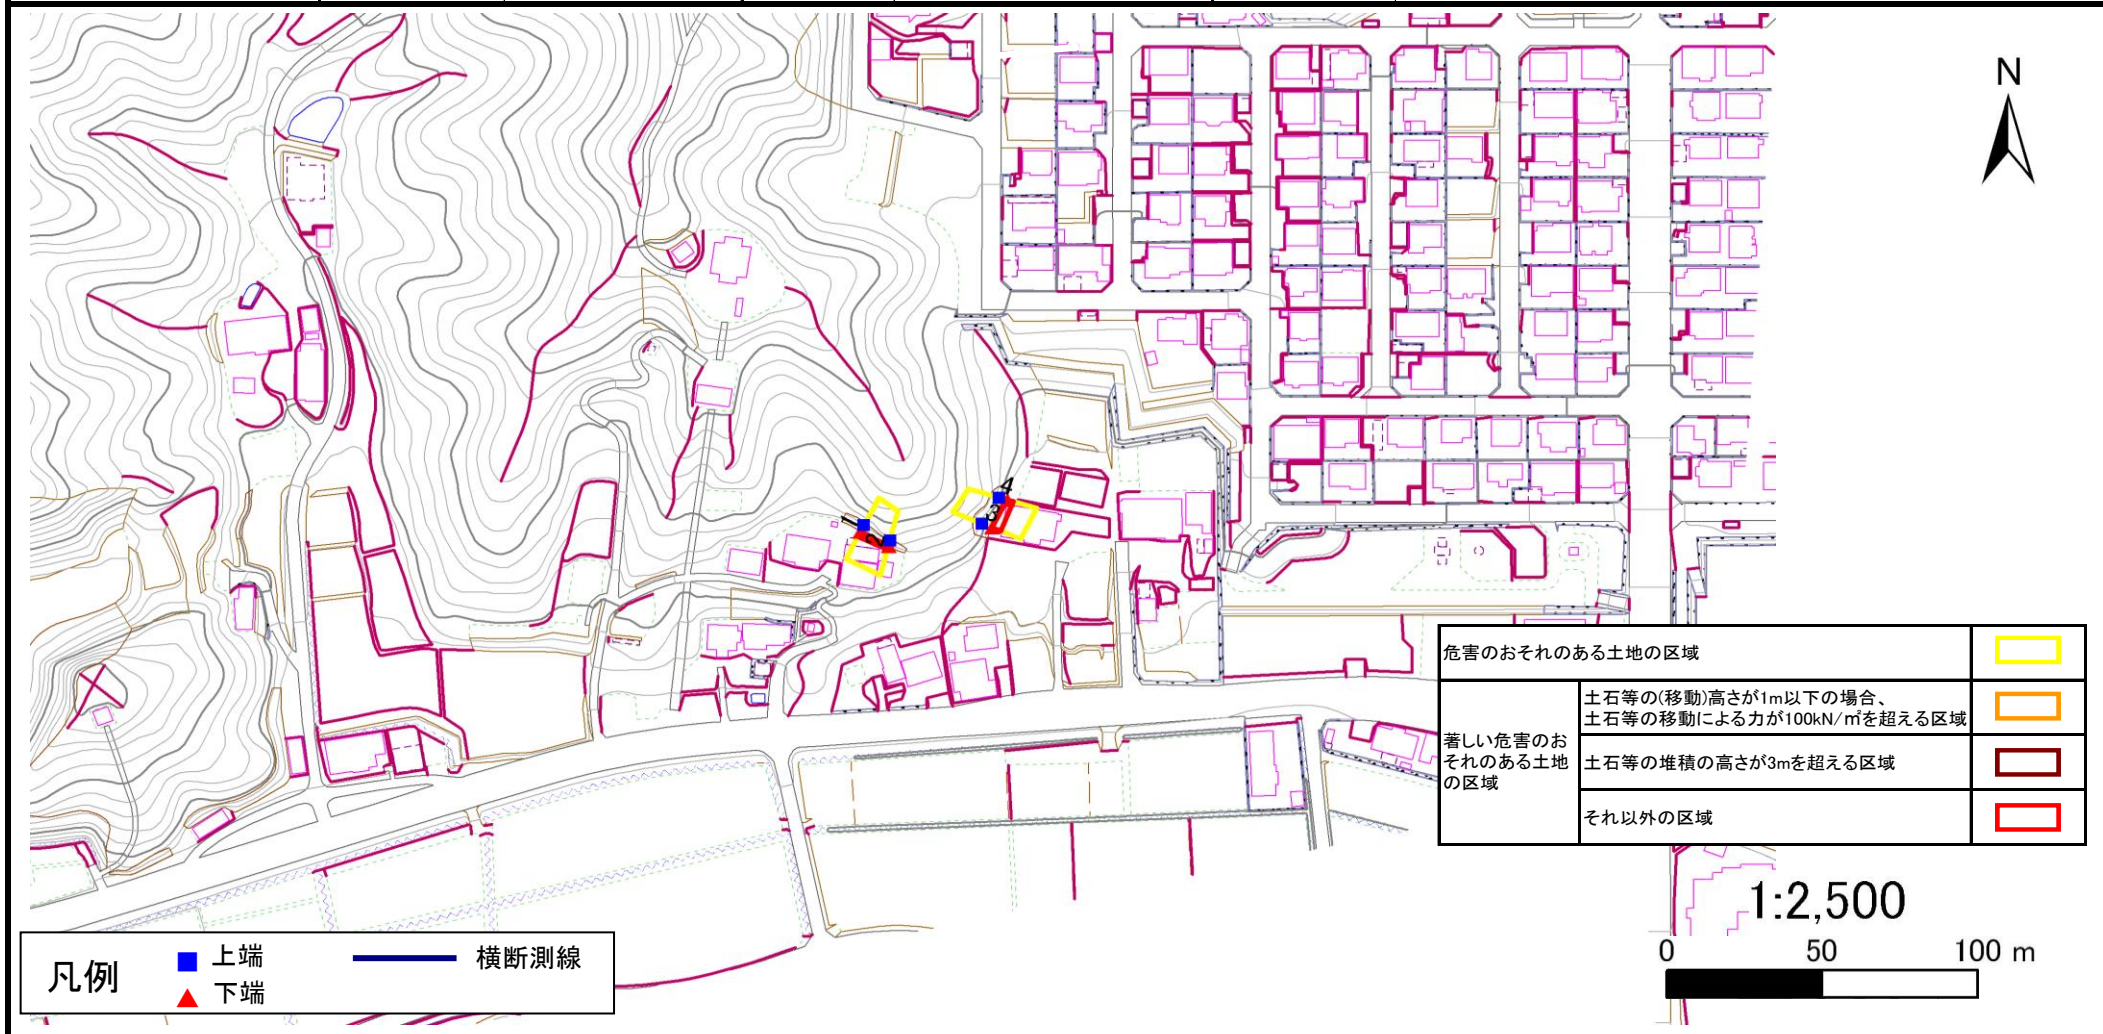 N
1
2
3
4
危害のおそれのある土地の区域
著しい危害のお
それのある土地
の区域
土石等の(移動)高さが1m以下の場合、
土石等の移動による力が100kN/㎡を超える区域
土石等の堆積の高さが3mを超える区域
それ以外の区域
1:2,500
0 50 100 m
凡例
上端
下端
横断測線